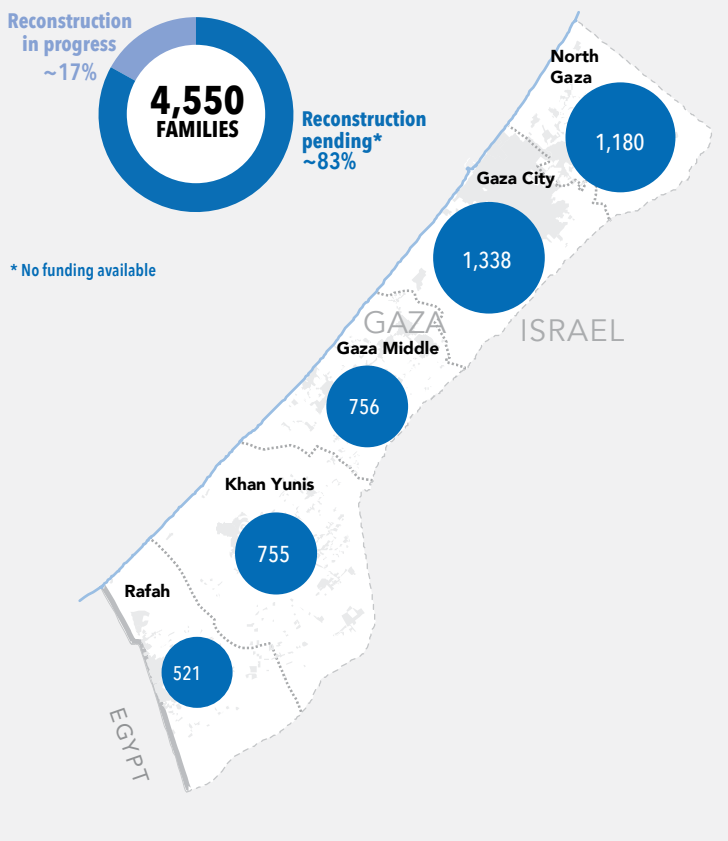 Reconstruction
in progress
~17%
4,550
FAMILIES
Reconstruction
pending*
~83%
* No funding available
North
Gaza
1,180
Gaza City
1,338
GAZA
ISRAEL
Gaza Middle
756
Khan Yunis
755
Rafah
521
EGYPT